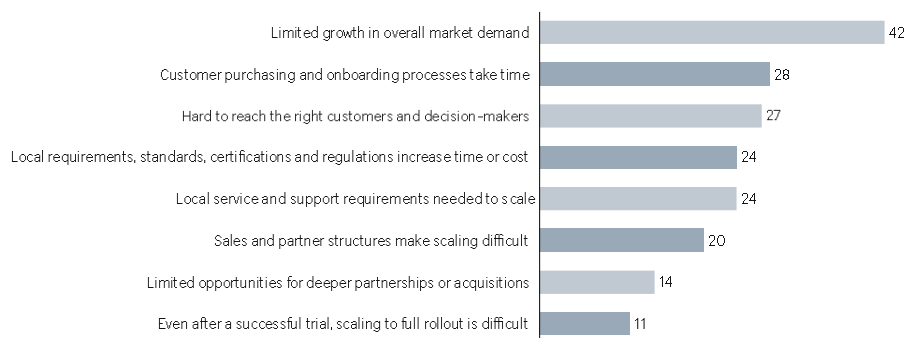 Limited growth in overall market demand 42
Customer purchasing and onboarding processes take time 28
Hard to reach the right customers and decision-makers 27
Local requirements, standards, certifications and regulations increase time or cost 24
Local service and support requirements needed to scale 24
Sales and partner structures make scaling difficult 20
Limited opportunities for deeper partnerships or acquisitions 14
Even after a successful trial, scaling to full rollout is difficult 11